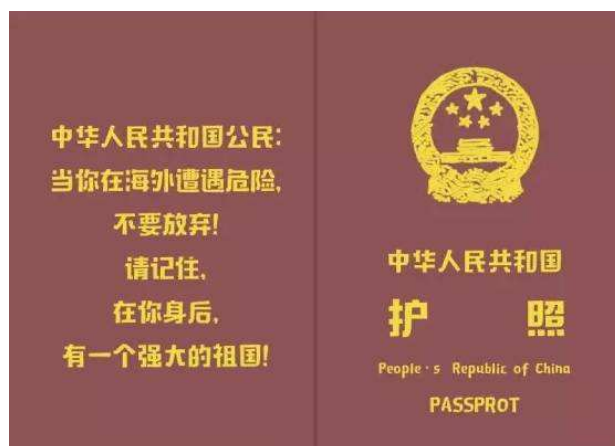 中华人民共和国公民:
当你在海外遭遇危险,
不要放弃!
请记住,
在你身后,
有一个强大的祖国!
中华人民共和国
护 照
People·s Republic of China
PASSPROT